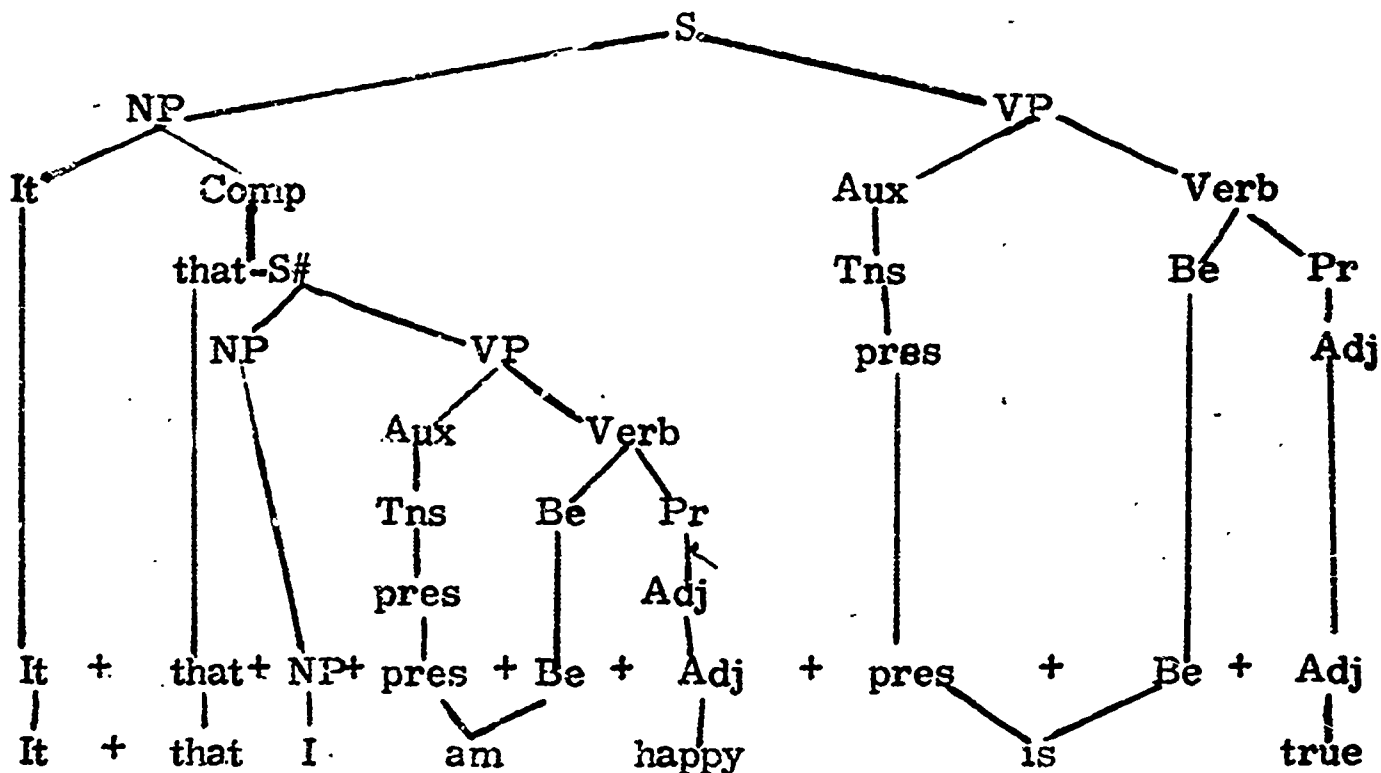 S
NP VP
It Comp Aux Verb
that-S# Tns Be Pr
NP VP pres Adj
Aux Verb
Tns Be Pr
pres Adj
It + that + NP + pres + Be + Adj + pres + Be + Adj
It + that I am happy is true